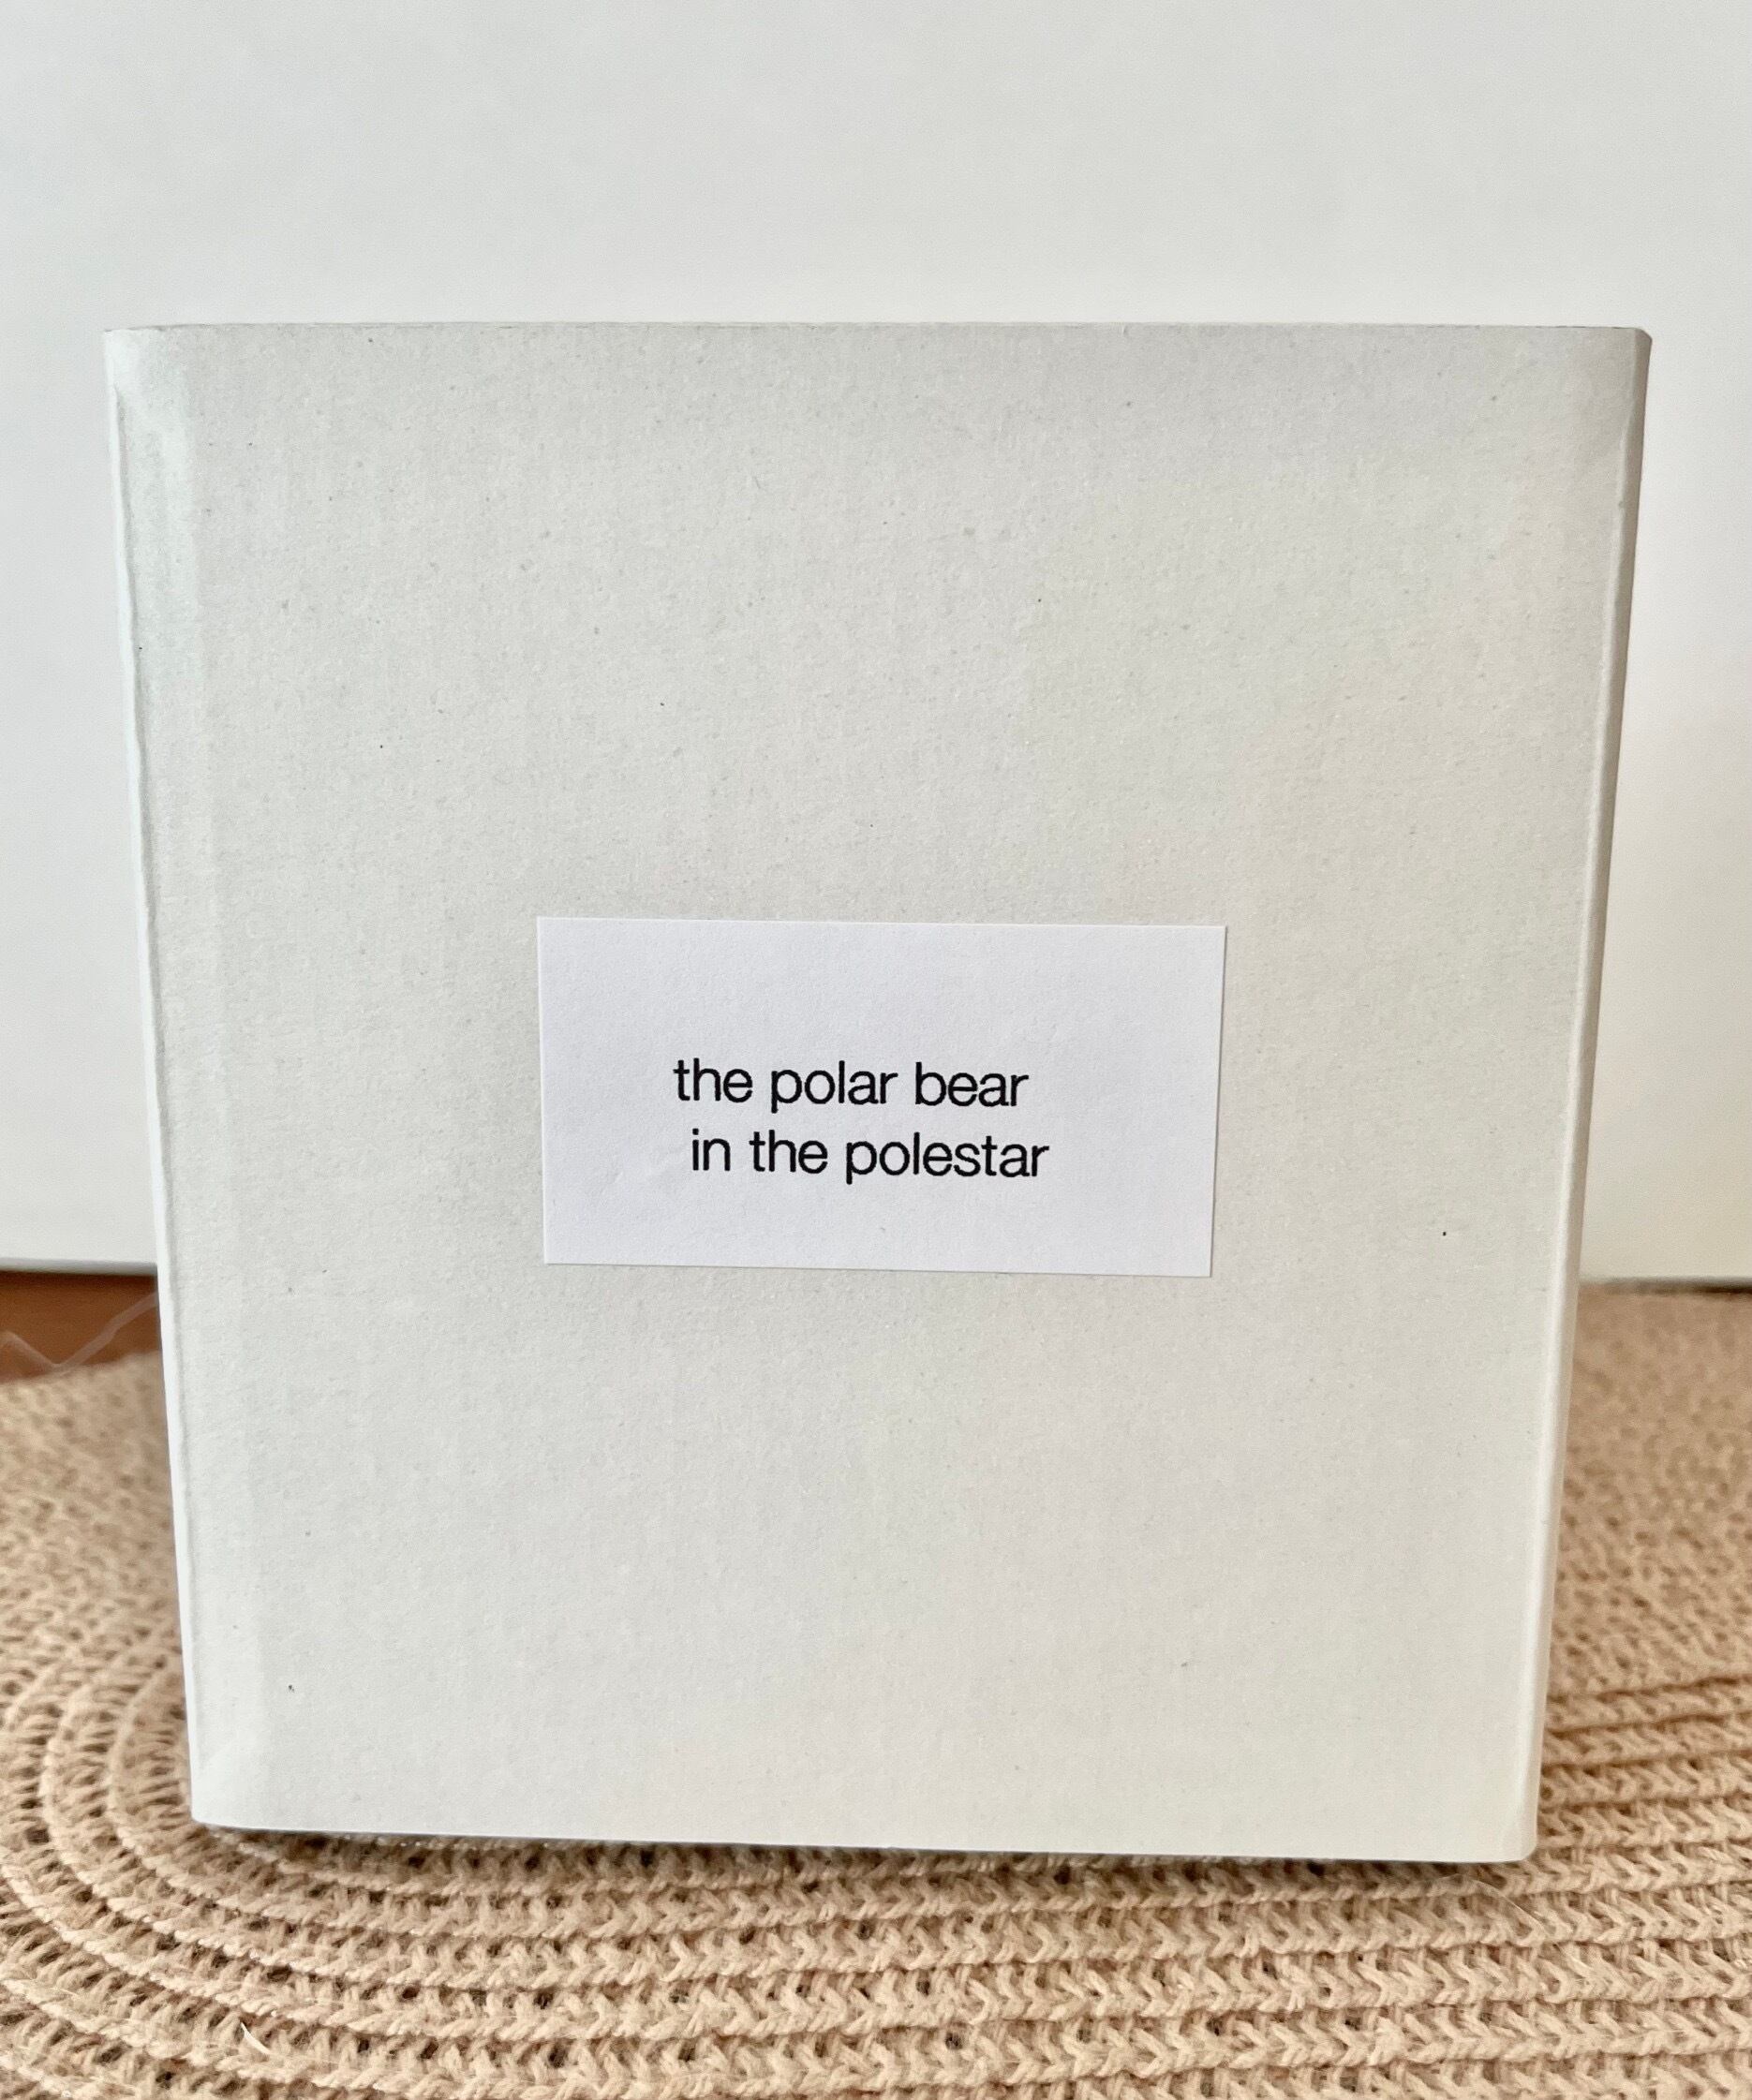 the polar bear
in the polestar